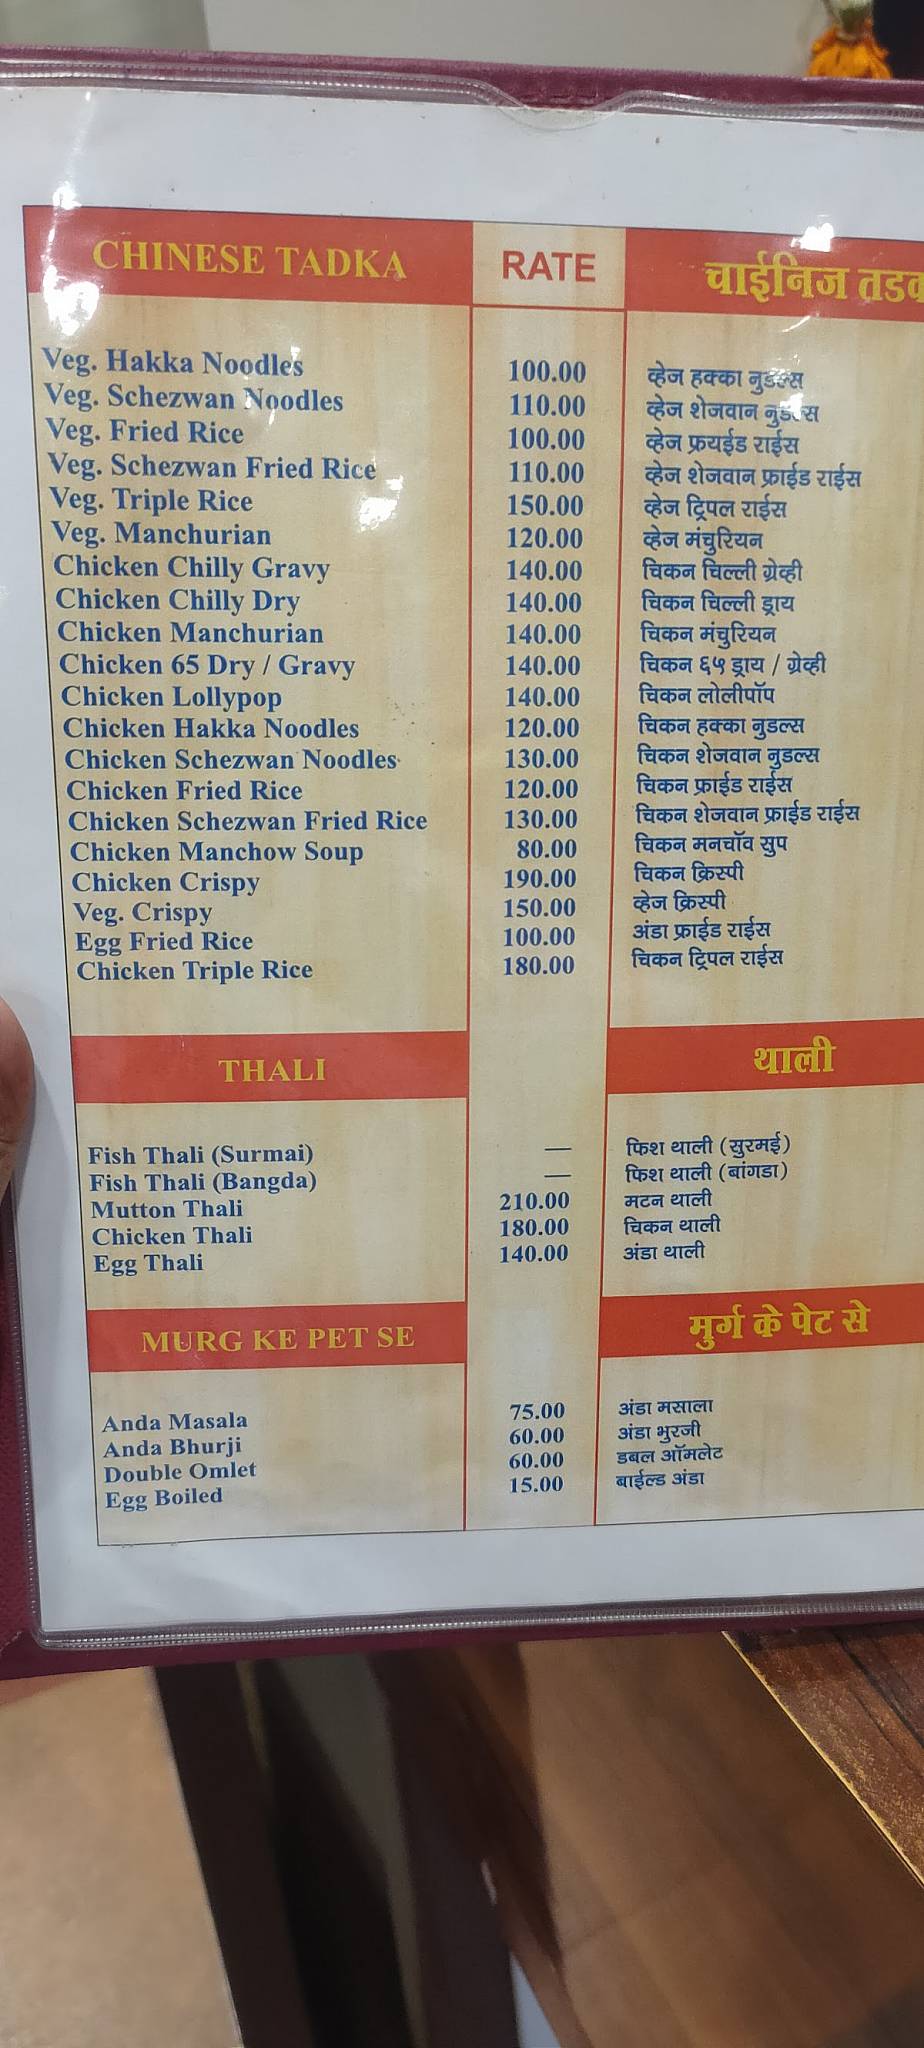 CHINESE TADKA RATE चाईनिज
Veg. Hakka Noodles 100.00 व्हेज हक्का नुडल्स
Veg. Schezwan Noodles 110.00 व्हेज शेजवान नुडल्स
Veg. Fried Rice 100.00 व्हेज फ्रयईड राईस
Veg. Schezwan Fried Rice 110.00 व्हेज शेजवान फ्राईड राईस
Veg. Triple Rice 150.00 व्हेज ट्रिपल राईस
Veg. Manchurian 120.00 व्हेज मंचुरियन
Chicken Chilly Gravy 140.00 चिकन चिल्ली ग्रेव्ही
Chicken Chilly Dry 140.00 चिकन चिल्ली ड्राय
Chicken Manchurian 140.00 चिकन मंचुरियन
Chicken 65 Dry / Gravy 140.00 चिकन ६५ ड्राय / ग्रेव्ही
Chicken Lollypop 140.00 चिकन लोलीपॉप
Chicken Hakka Noodles 120.00 चिकन हक्का नुडल्स
Chicken Schezwan Noodles 130.00 चिकन शेजवान नुडल्स
Chicken Fried Rice 120.00 चिकन फ्राईड राईस
Chicken Schezwan Fried Rice 130.00 चिकन शेजवान फ्राईड राईस
Chicken Manchow Soup 80.00 चिकन मनचॉव सुप
Chicken Crispy 190.00 चिकन क्रिस्पी
Veg. Crispy 150.00 व्हेज क्रिस्पी
Egg Fried Rice 100.00 अंडा फ्राईड राईस
Chicken Triple Rice 180.00 चिकन ट्रिपल राईस
THALI थाली
Fish Thali (Surmai) — फिश थाली (सुरमई)
Fish Thali (Bangda) — फिश थाली (बांगडा)
Mutton Thali 210.00 मटन थाली
Chicken Thali 180.00 चिकन थाली
Egg Thali 140.00 अंडा थाली
MURG KE PET SE मुर्ग के पेट से
Anda Masala 75.00 अंडा मसाला
Anda Bhurji 60.00 अंडा भुरजी
Double Omlet 60.00 डबल ऑमलेट
Egg Boiled 15.00 बाईल्ड अंडा